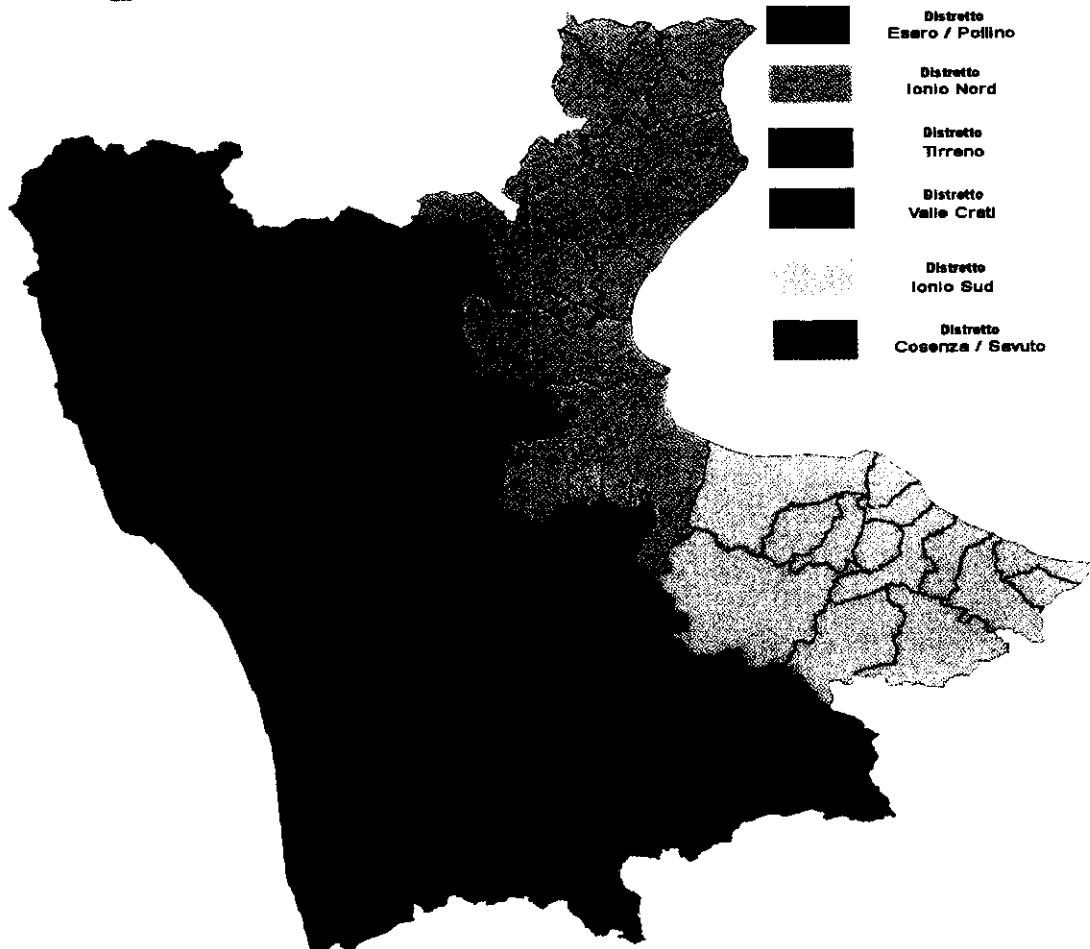 Distretto
Esaro / Pollino
Distretto
Ionio Nord
Distretto
Tirreno
Distretto
Valle Crati
Distretto
Ionio Sud
Distretto
Cosenza / Savuto